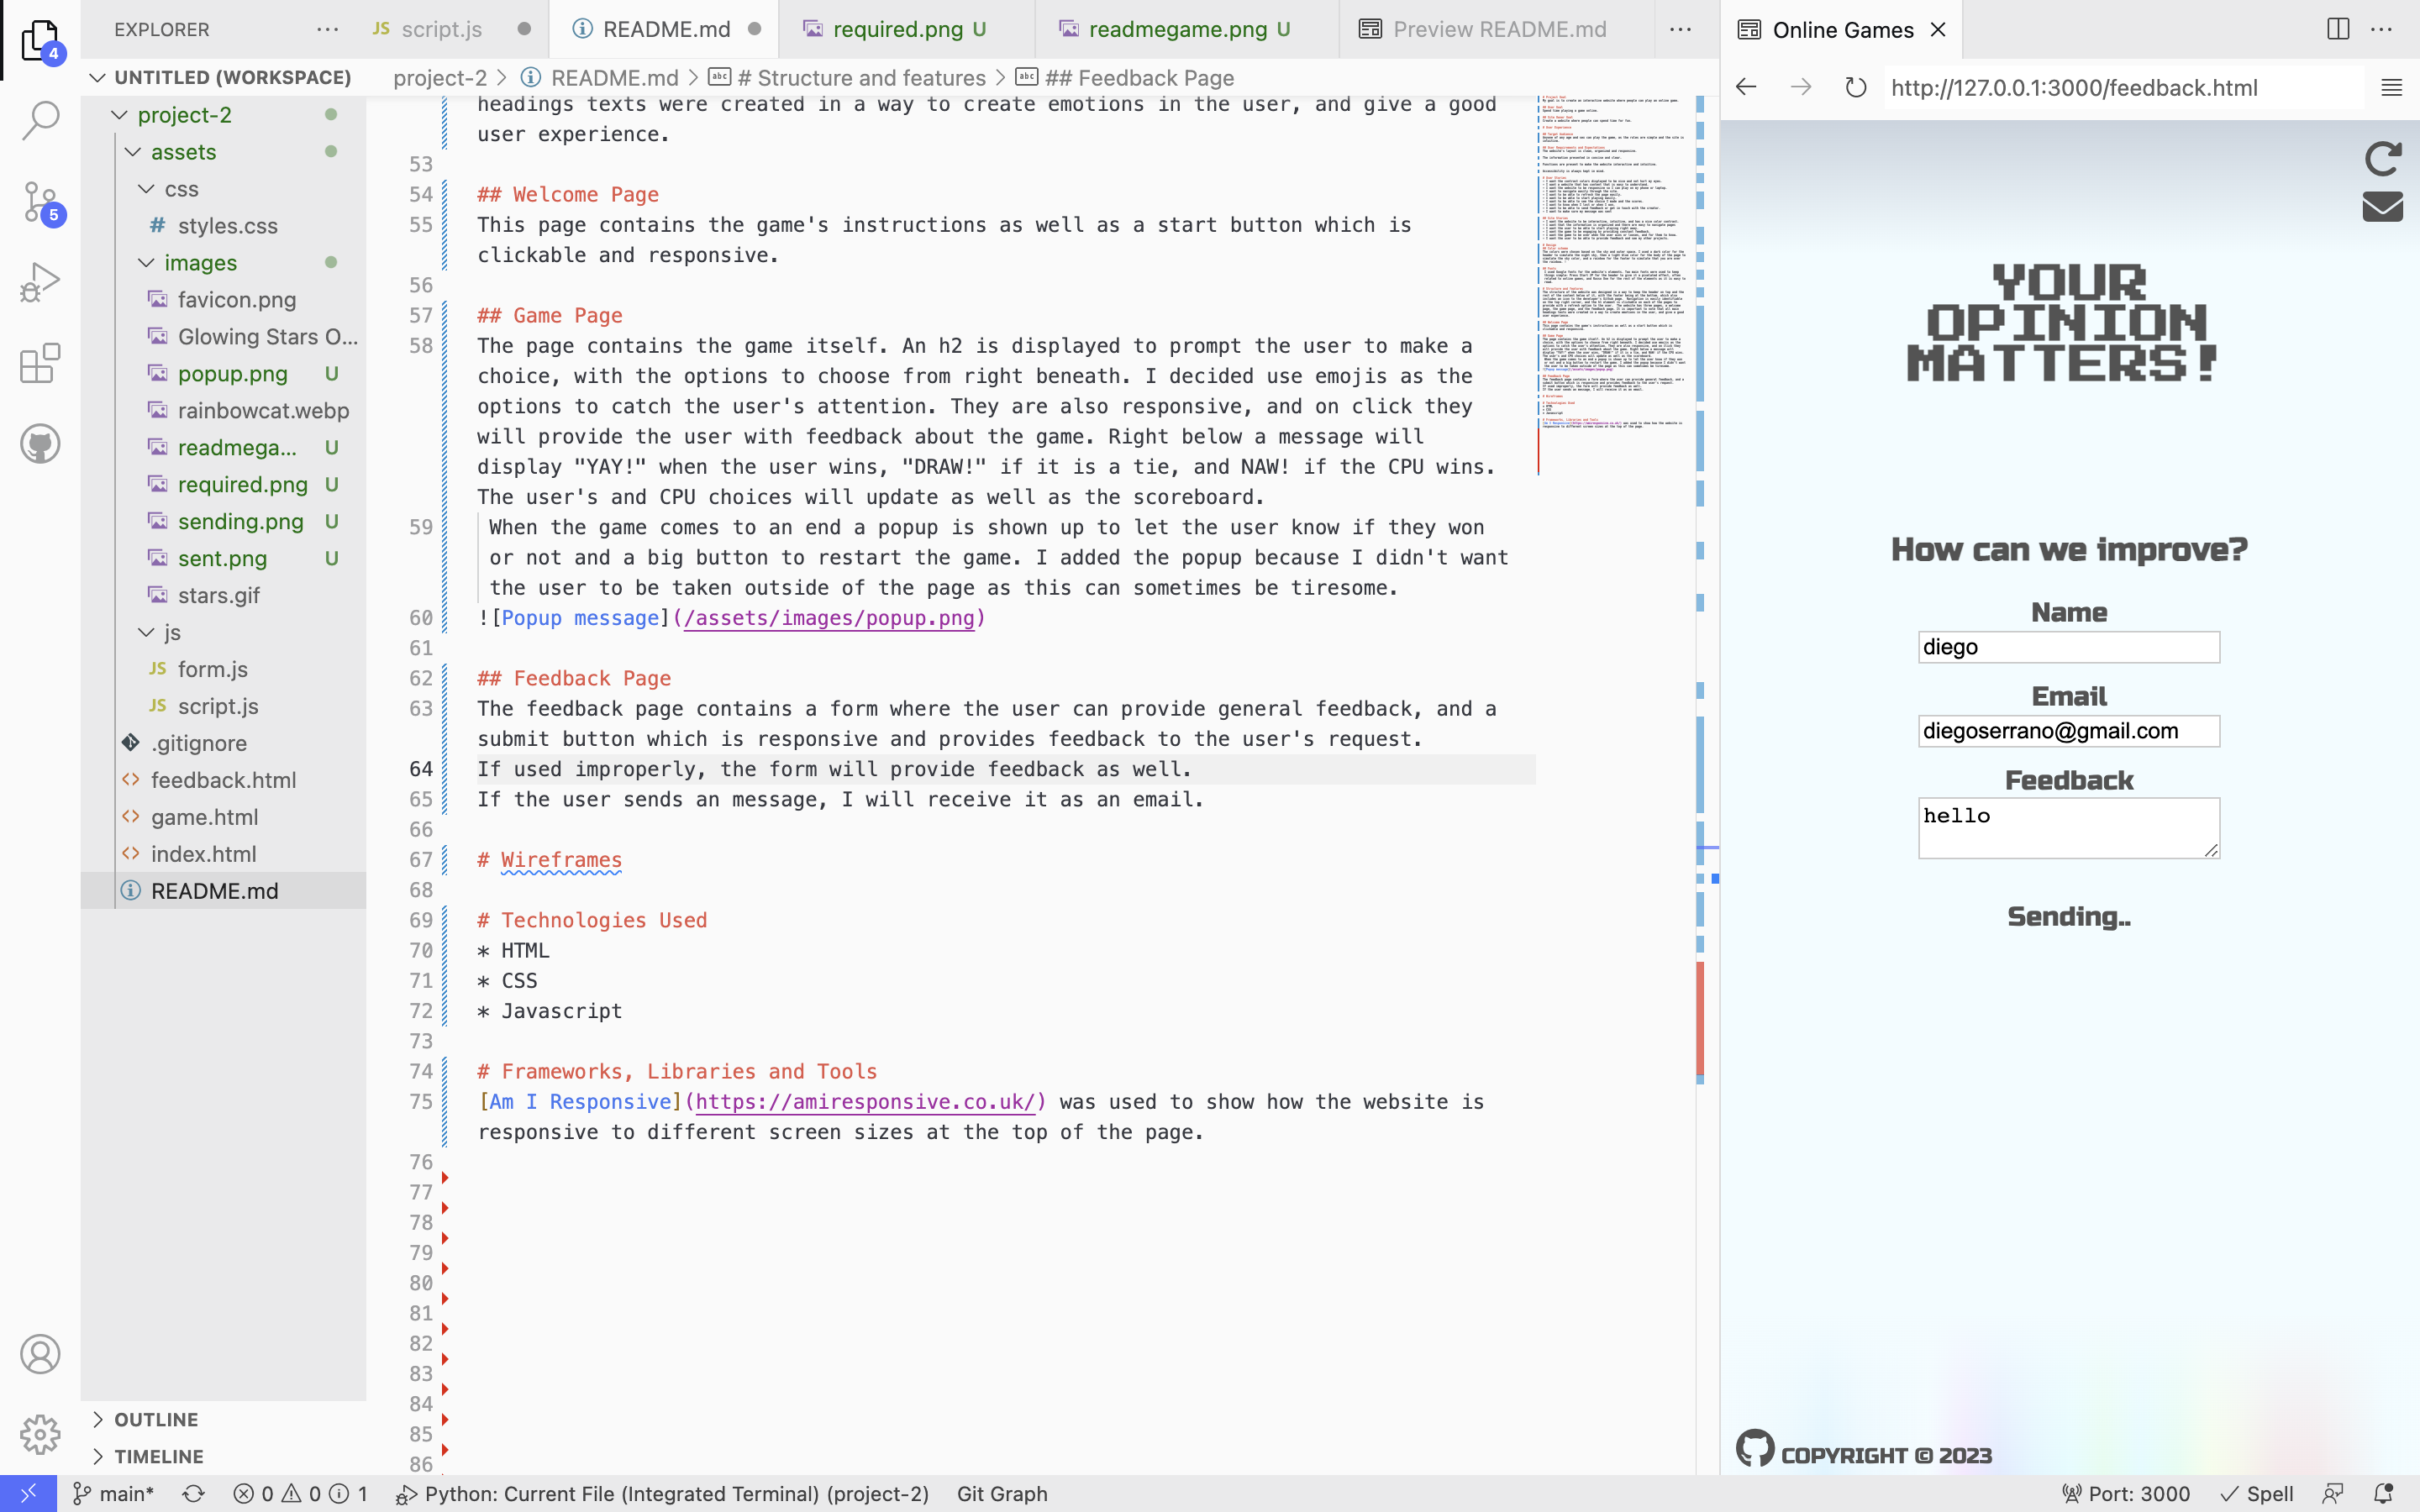 EXPLORER
UNTITLED (WORKSPACE)
project-2
assets
css
# styles.css
images
favicon.png
Glowing Stars O...
popup.png U
rainbowcat.webp
readmega... U
required.png U
sending.png U
sent.png U
stars.gif
js
JS form.js
JS script.js
.gitignore
feedback.html
game.html
index.html
README.md
OUTLINE
TIMELINE
4
5
JS script.js
README.md
required.png U
readmegame.png U
Preview README.md
project-2 > README.md > # Structure and features > ## Feedback Page
headings texts were created in a way to create emotions in the user, and give a good
user experience.
53
54 ## Welcome Page
55 This page contains the game's instructions as well as a start button which is
clickable and responsive.
56
57 ## Game Page
58 The page contains the game itself. An h2 is displayed to prompt the user to make a
choice, with the options to choose from right beneath. I decided use emojis as the
options to catch the user's attention. They are also responsive, and on click they
will provide the user with feedback about the game. Right below a message will
display "YAY!" when the user wins, "DRAW!" if it is a tie, and NAW! if the CPU wins.
The user's and CPU choices will update as well as the scoreboard.
59 When the game comes to an end a popup is shown up to let the user know if they won
or not and a big button to restart the game. I added the popup because I didn't want
the user to be taken outside of the page as this can sometimes be tiresome.
60 ![Popup message](/assets/images/popup.png)
61
62 ## Feedback Page
63 The feedback page contains a form where the user can provide general feedback, and a
submit button which is responsive and provides feedback to the user's request.
64 If used improperly, the form will provide feedback as well.
65 If the user sends an message, I will receive it as an email.
66
67 # Wireframes
68
69 # Technologies Used
70 * HTML
71 * CSS
72 * Javascript
73
74 # Frameworks, Libraries and Tools
75 [Am I Responsive](https://amiresponsive.co.uk/) was used to show how the website is
responsive to different screen sizes at the top of the page.
76
77
78
79
80
81
82
83
84
85
86
Online Games
http://127.0.0.1:3000/feedback.html
YOUR
OPINION
MATTERS!
How can we improve?
Name
diego
Email
diegoserrano@gmail.com
Feedback
hello
Sending..
COPYRIGHT © 2023
main* 0 0 1 Python: Current File (Integrated Terminal) (project-2) Git Graph Port: 3000 Spell